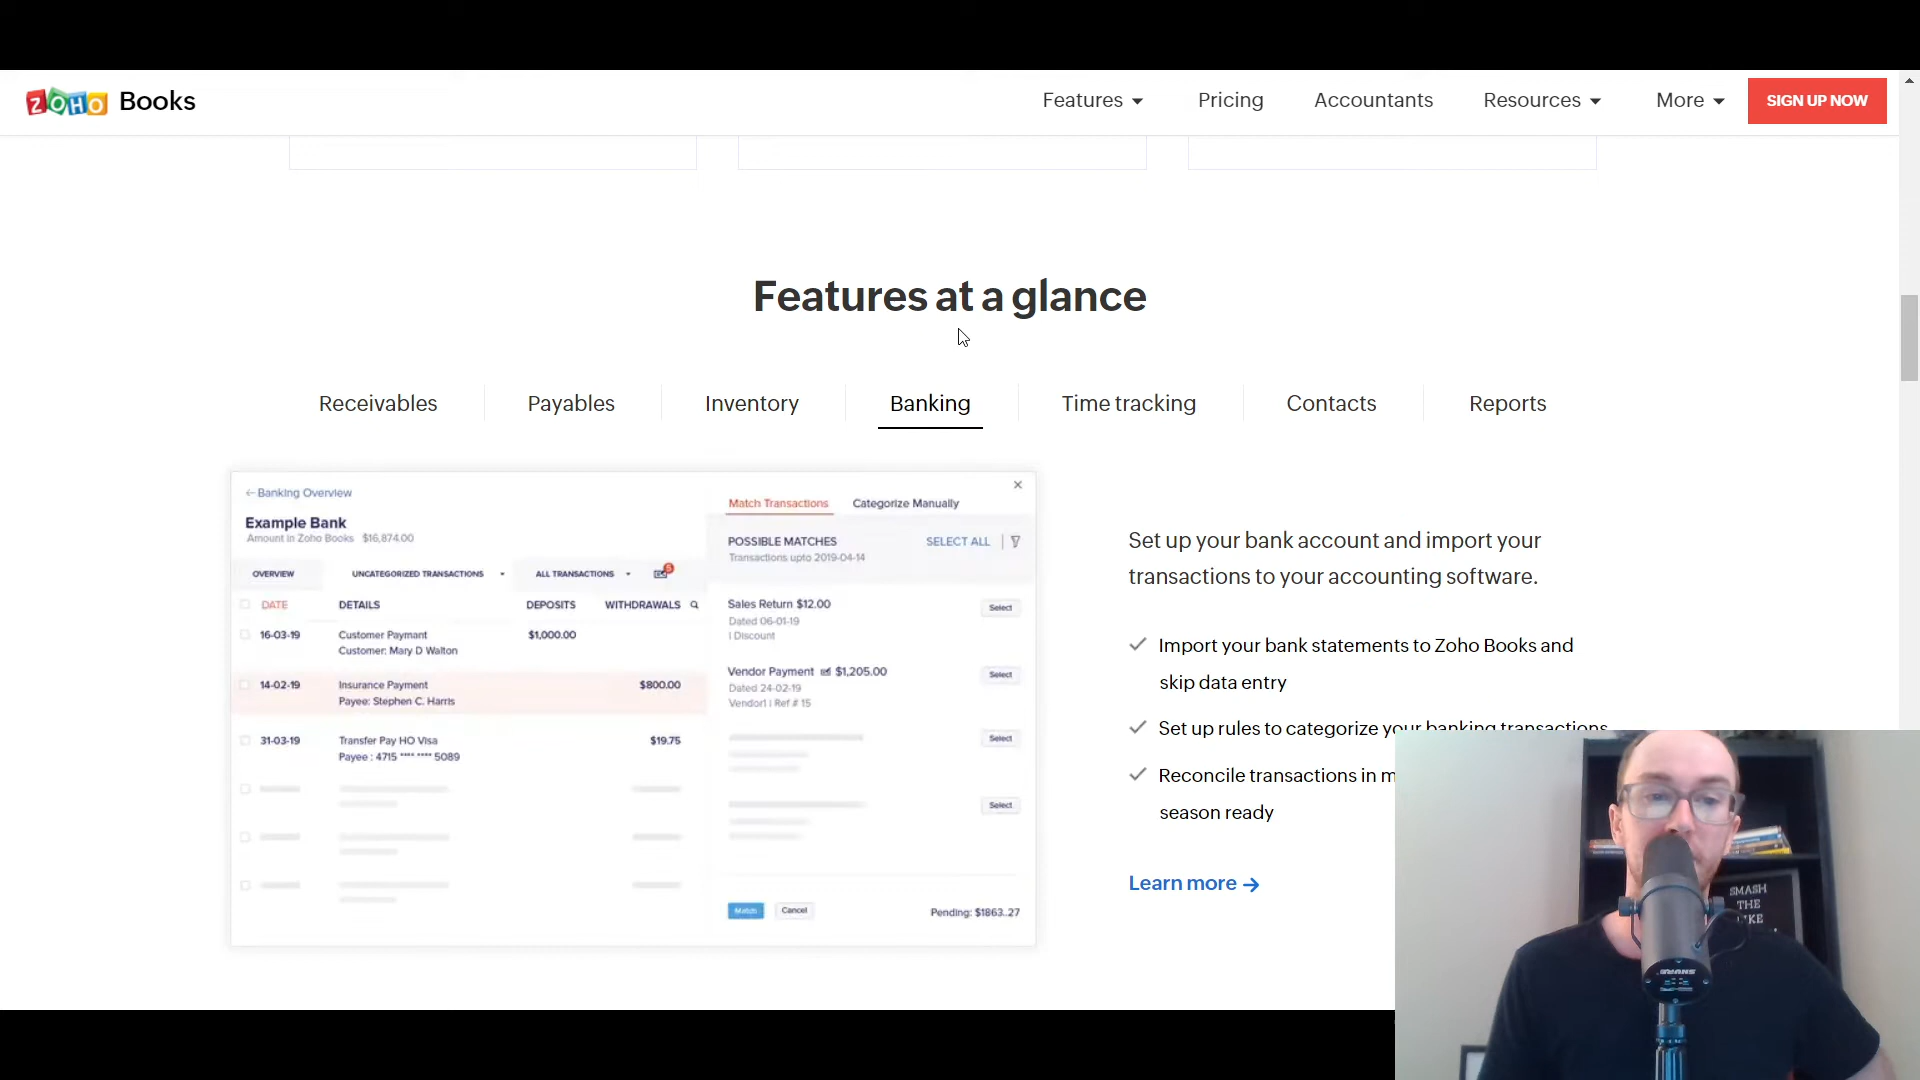 ZOHO Books
Features
Pricing
Accountants
Resources
More
SIGN UP NOW
Features at a glance
Receivables
Payables
Inventory
Banking
Time tracking
Contacts
Reports
←Banking Overview
Example Bank
Amount in Zoho Books $16,874.00
OVERVIEW
UNCATEGORIZED TRANSACTIONS
ALL TRANSACTIONS
5
DATE
DETAILS
DEPOSITS
WITHDRAWALS
16-03-19
Customer Paymant
Customer: Mary D Walton
$1,000.00
14-02-19
Insurance Payment
Payee: Stephen C. Harris
$800.00
31-03-19
Transfer Pay HO Visa
Payee : 4715 **** **** 5089
$19.75
Match Transactions
Categorize Manually
POSSIBLE MATCHES
SELECT ALL
Transactions upto 2019-04-14
Sales Return $12.00
Dated 06-01-19
I Discount
Select
Vendor Payment $1,205.00
Dated 24-02-19
Vendor1 I Ref # 15
Select
Select
Select
Match
Cancel
Pending: $1863..27
Set up your bank account and import your
transactions to your accounting software.
Import your bank statements to Zoho Books and
skip data entry
Set up rules to categorize your banking transactions
Reconcile transactions in
season ready
Learn more →
SMASH
THE
SHURE